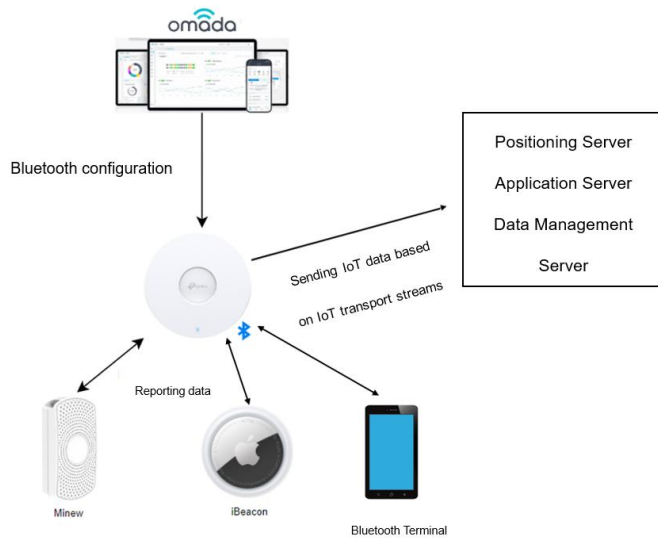 omada
Bluetooth configuration
Positioning Server
Application Server
Data Management
Server
Sending IoT data based
on IoT transport streams
Reporting data
Minew
iBeacon
Bluetooth Terminal